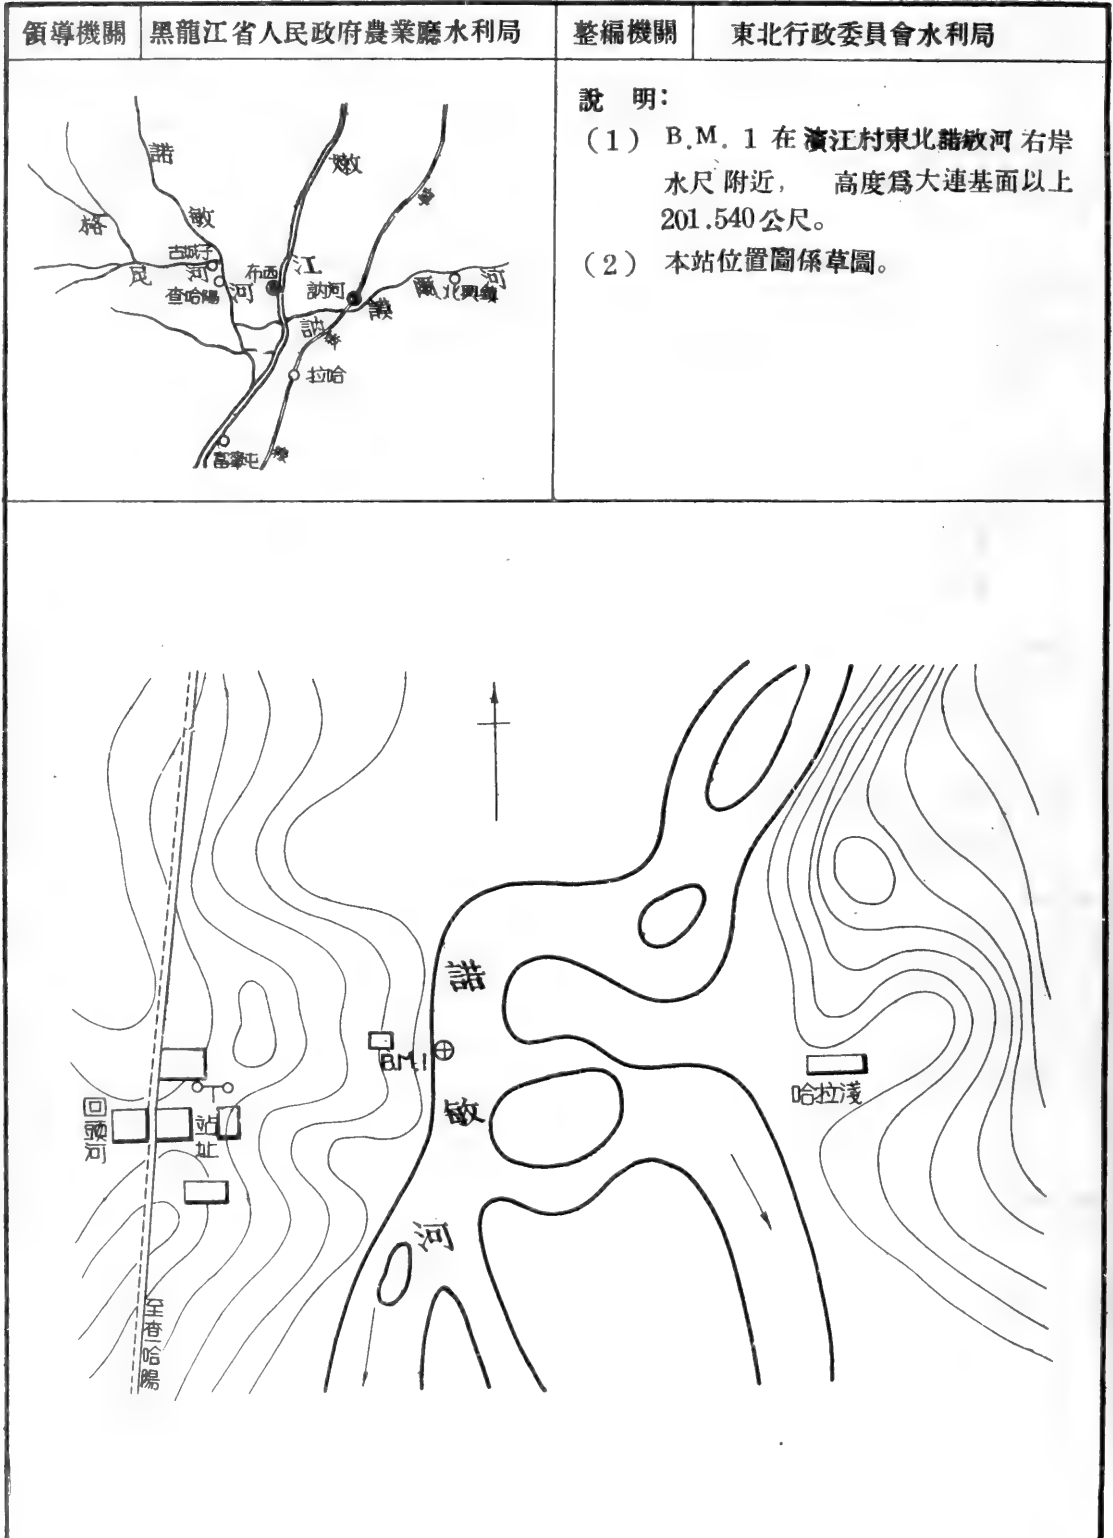 領導機關 黑龍江省人民政府農業廳水利局 整編機關 東北行政委員會水利局
說 明：
（1） B.M. 1 在濱江村東北諾敏河右岸
水尺附近， 高度爲大連基面以上
201.540公尺。
（2） 本站位置圖係草圖。
諾
敏
河
嫩
江
格
民
河
古城子
查哈陽
布西
訥河
訥
謨
爾
河
北興鎮
拉哈
富寧屯
諾
敏
河
B.M.1
哈拉淺
回頭河
站址
至查哈陽